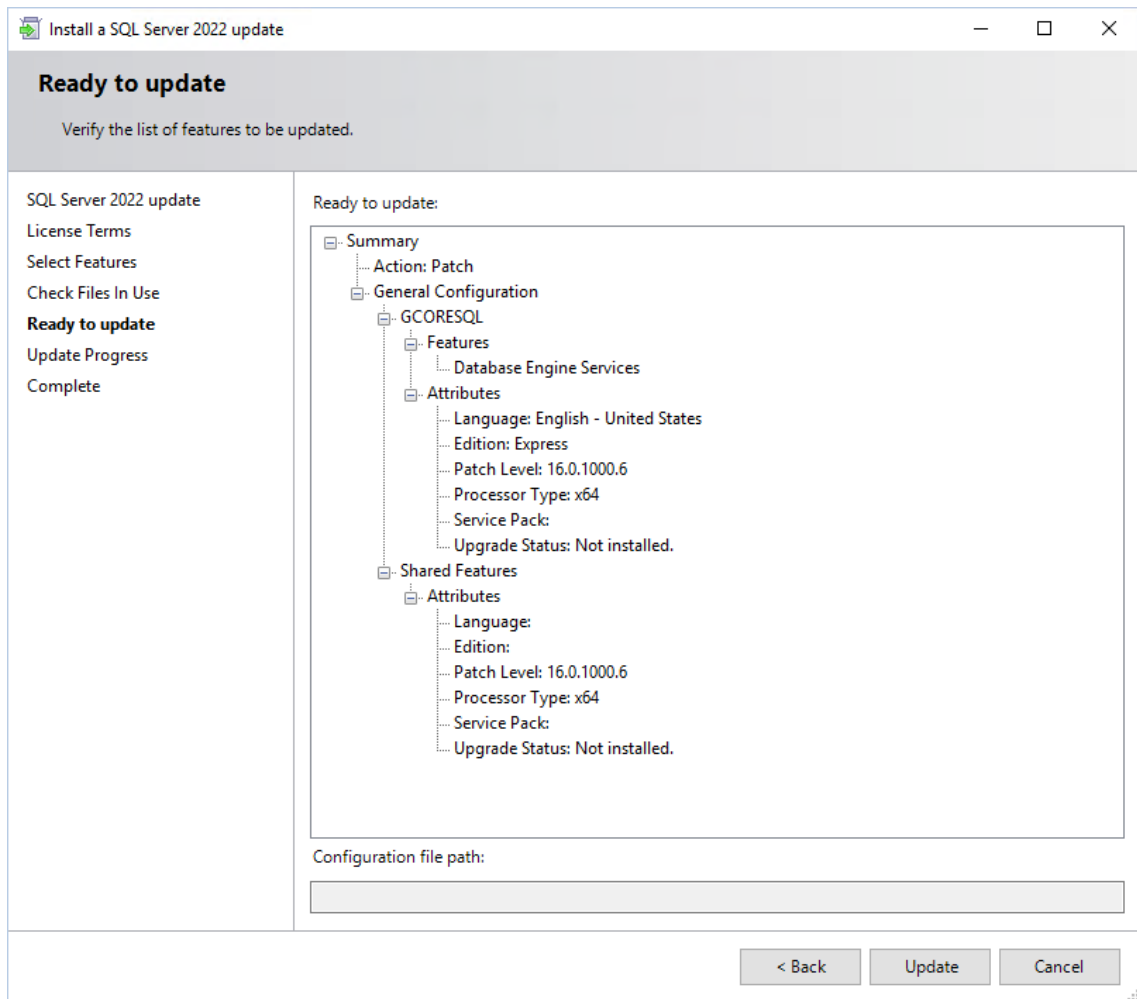 Install a SQL Server 2022 update
Ready to update
Verify the list of features to be updated.
SQL Server 2022 update
License Terms
Select Features
Check Files In Use
Ready to update
Update Progress
Complete
Ready to update:
Summary
Action: Patch
General Configuration
GCORESQL
Features
Database Engine Services
Attributes
Language: English - United States
Edition: Express
Patch Level: 16.0.1000.6
Processor Type: x64
Service Pack:
Upgrade Status: Not installed.
Shared Features
Attributes
Language:
Edition:
Patch Level: 16.0.1000.6
Processor Type: x64
Service Pack:
Upgrade Status: Not installed.
Configuration file path:
< Back Update Cancel